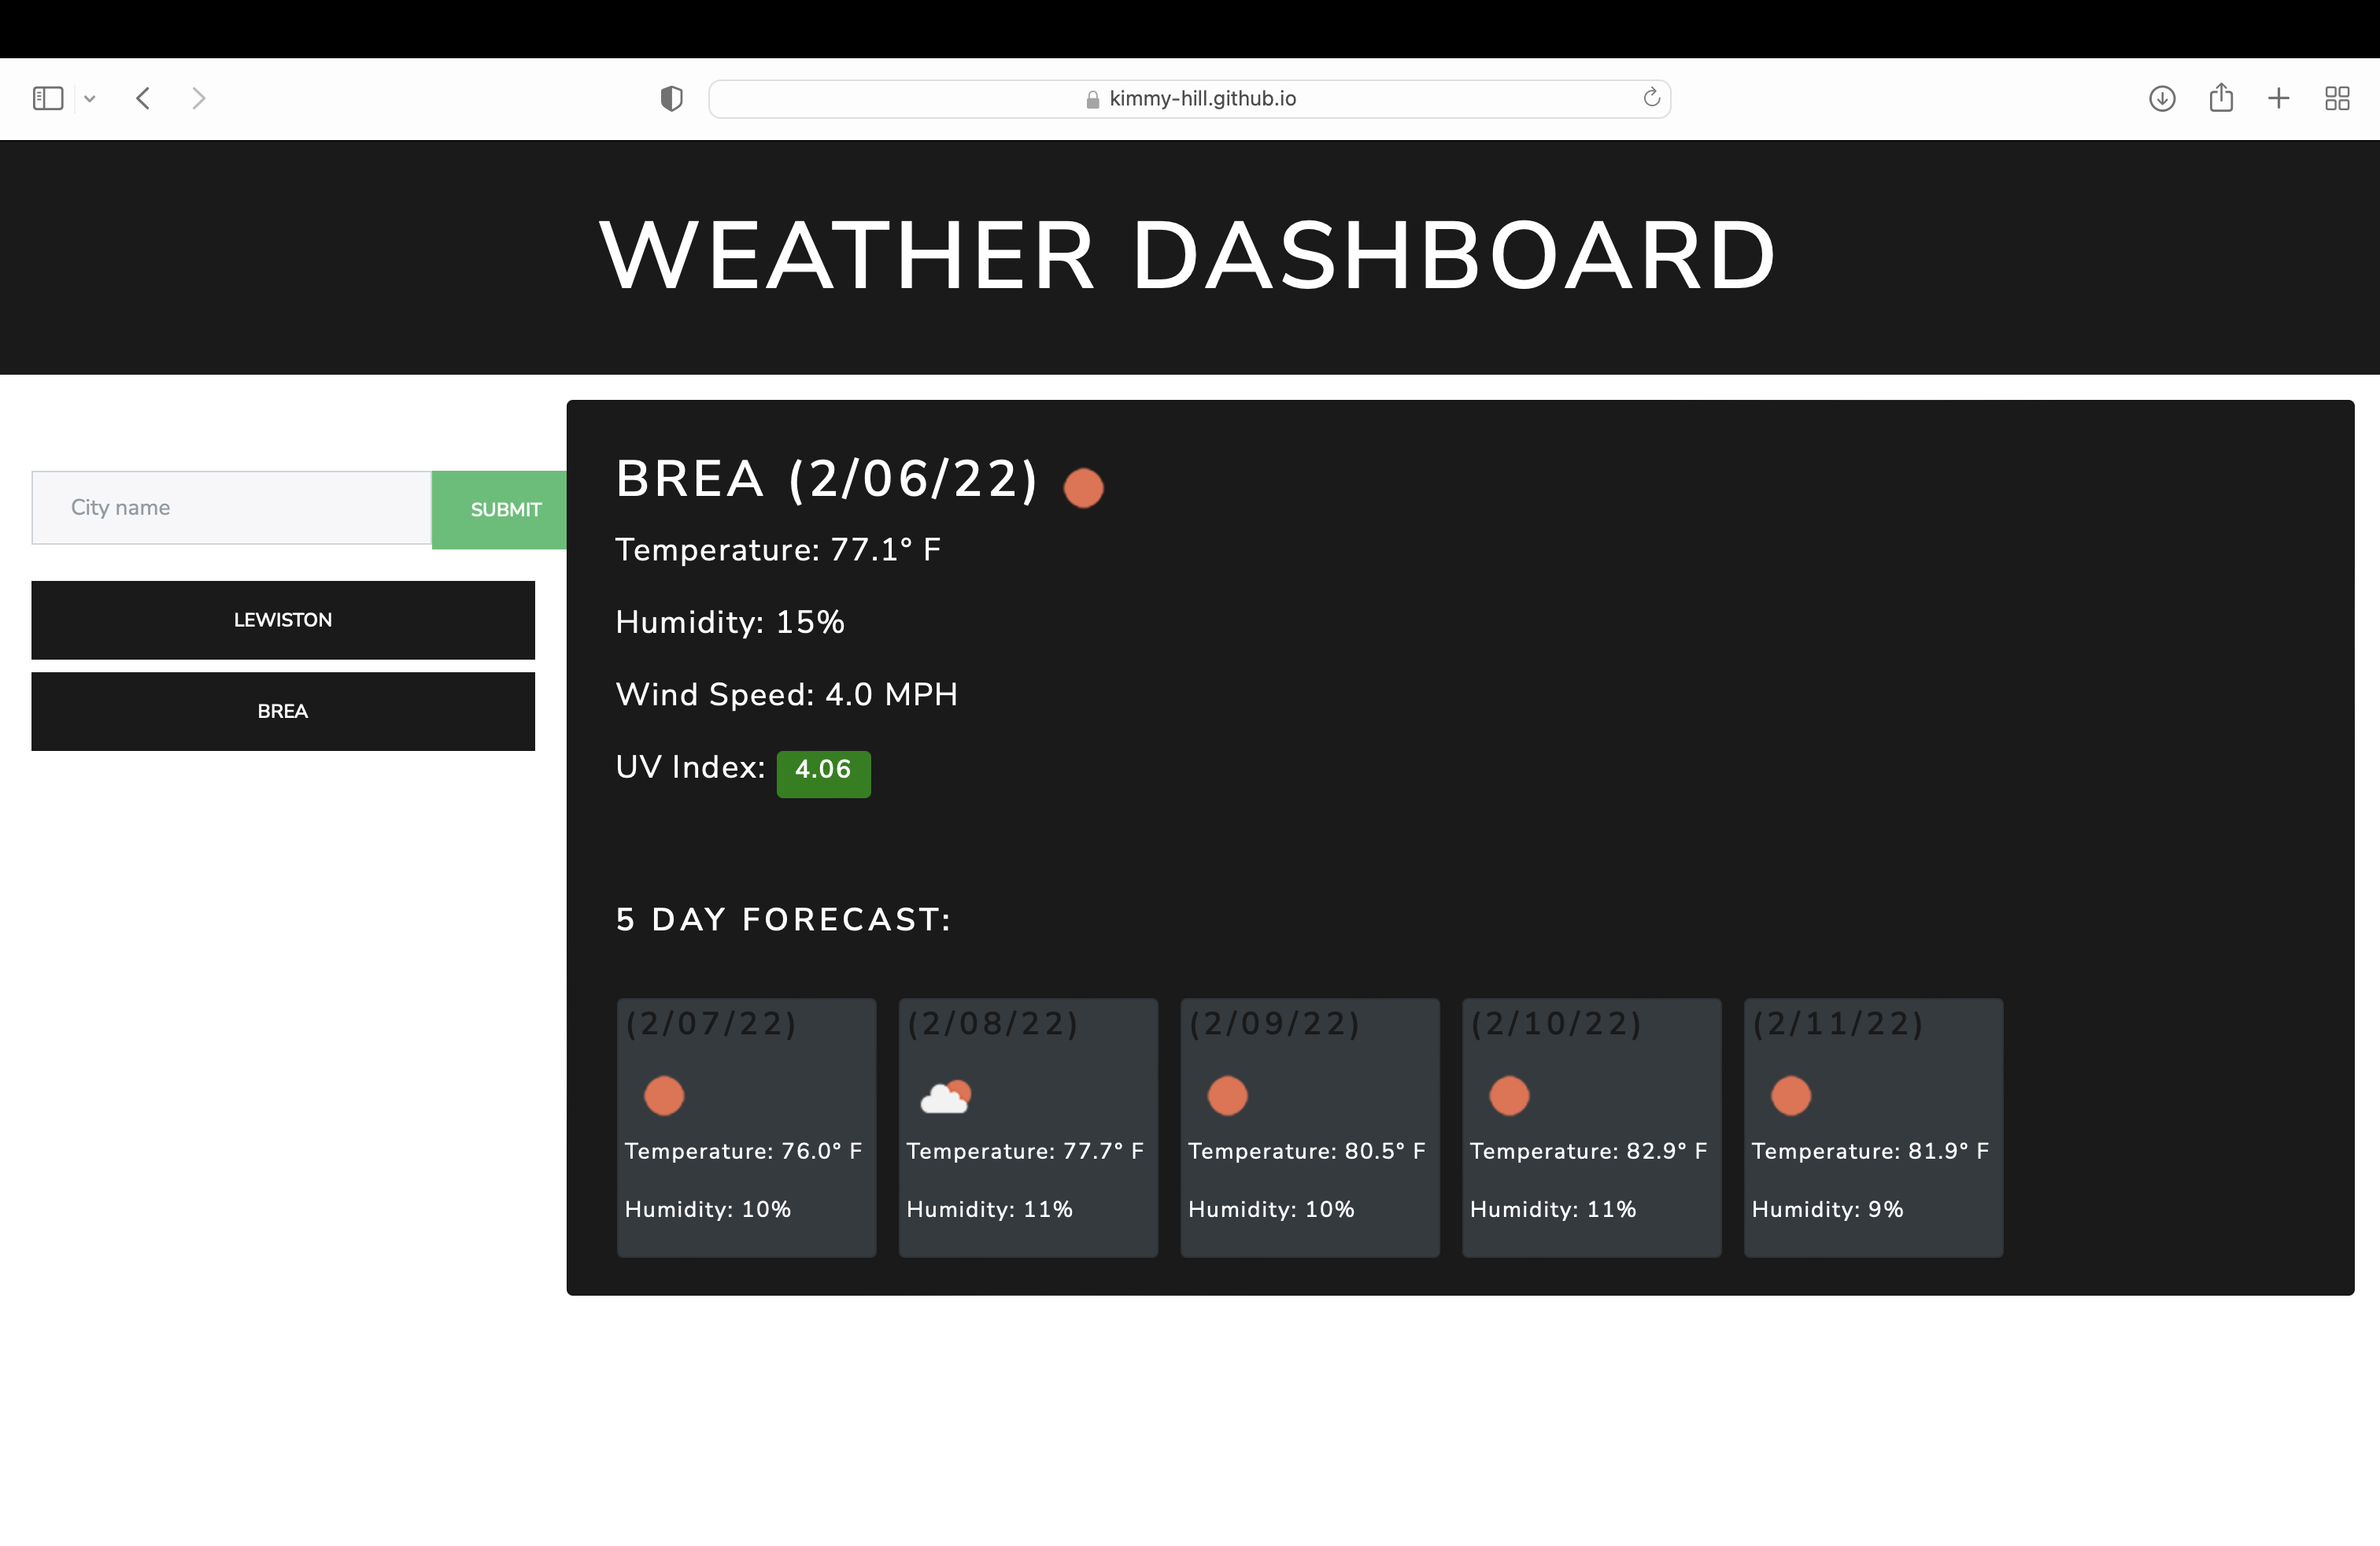 kimmy-hill.github.io
WEATHER DASHBOARD
City name
SUBMIT
LEWISTON
BREA
BREA (2/06/22)
Temperature: 77.1° F
Humidity: 15%
Wind Speed: 4.0 MPH
UV Index: 4.06
5 DAY FORECAST:
(2/07/22)
Temperature: 76.0° F
Humidity: 10%
(2/08/22)
Temperature: 77.7° F
Humidity: 11%
(2/09/22)
Temperature: 80.5° F
Humidity: 10%
(2/10/22)
Temperature: 82.9° F
Humidity: 11%
(2/11/22)
Temperature: 81.9° F
Humidity: 9%